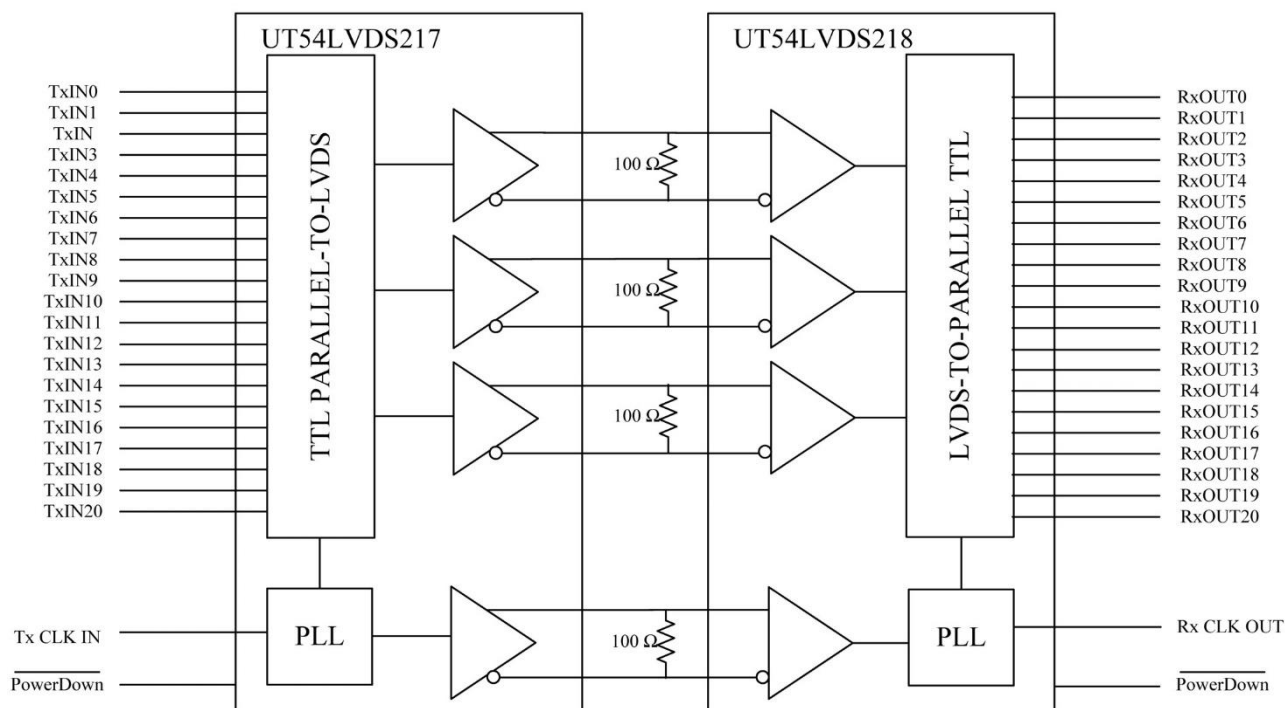 UT54LVDS217
UT54LVDS218
TxIN0
TxIN1
TxIN
TxIN3
TxIN4
TxIN5
TxIN6
TxIN7
TxIN8
TxIN9
TxIN10
TxIN11
TxIN12
TxIN13
TxIN14
TxIN15
TxIN16
TxIN17
TxIN18
TxIN19
TxIN20
Tx CLK IN
PowerDown
TTL PARALLEL-TO-LVDS
PLL
100 Ω
100 Ω
100 Ω
100 Ω
LVDS-TO-PARALLEL TTL
PLL
RxOUT0
RxOUT1
RxOUT2
RxOUT3
RxOUT4
RxOUT5
RxOUT6
RxOUT7
RxOUT8
RxOUT9
RxOUT10
RxOUT11
RxOUT12
RxOUT13
RxOUT14
RxOUT15
RxOUT16
RxOUT17
RxOUT18
RxOUT19
RxOUT20
Rx CLK OUT
PowerDown